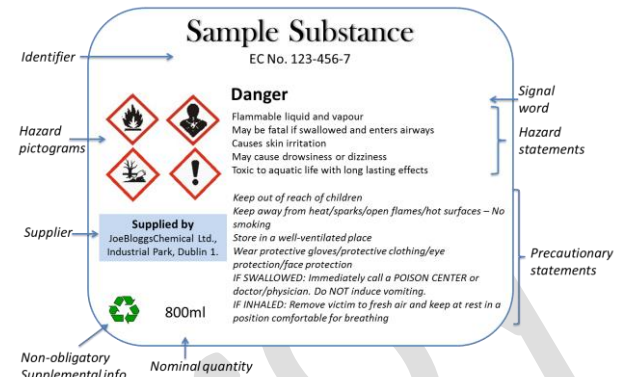 Sample Substance
EC No. 123-456-7
Identifier
Danger
Signal
word
Flammable liquid and vapour
May be fatal if swallowed and enters airways
Causes skin irritation
May cause drowsiness or dizziness
Toxic to aquatic life with long lasting effects
Hazard
statements
Hazard
pictograms
Keep out of reach of children
Keep away from heat/sparks/open flames/hot surfaces – No
smoking
Store in a well-ventilated place
Wear protective gloves/protective clothing/eye
protection/face protection
IF SWALLOWED: Immediately call a POISON CENTER or
doctor/physician. Do NOT induce vomiting.
IF INHALED: Remove victim to fresh air and keep at rest in a
position comfortable for breathing
Precautionary
statements
Supplier
Supplied by
JoeBloggsChemical Ltd.,
Industrial Park, Dublin 1.
800ml
Non-obligatory
Supplemental info
Nominal quantity